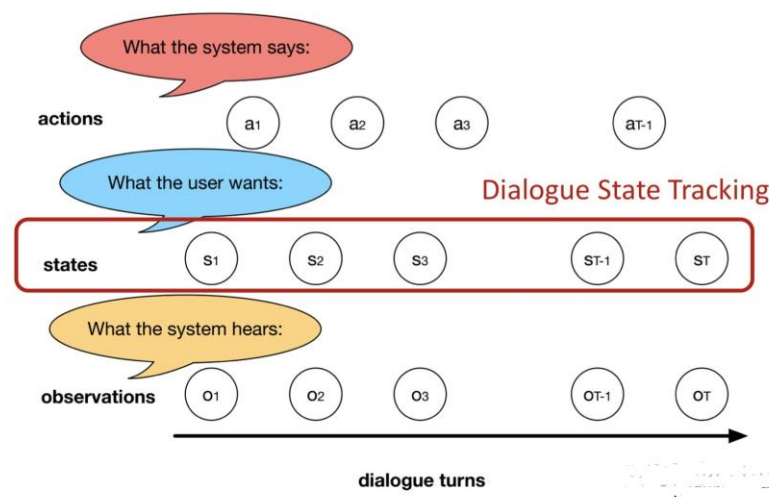 What the system says:
actions
a1 a2 a3 aT-1
What the user wants:
Dialogue State Tracking
states
s1 s2 s3 sT-1 sT
What the system hears:
observations
o1 o2 o3 oT-1 oT
dialogue turns